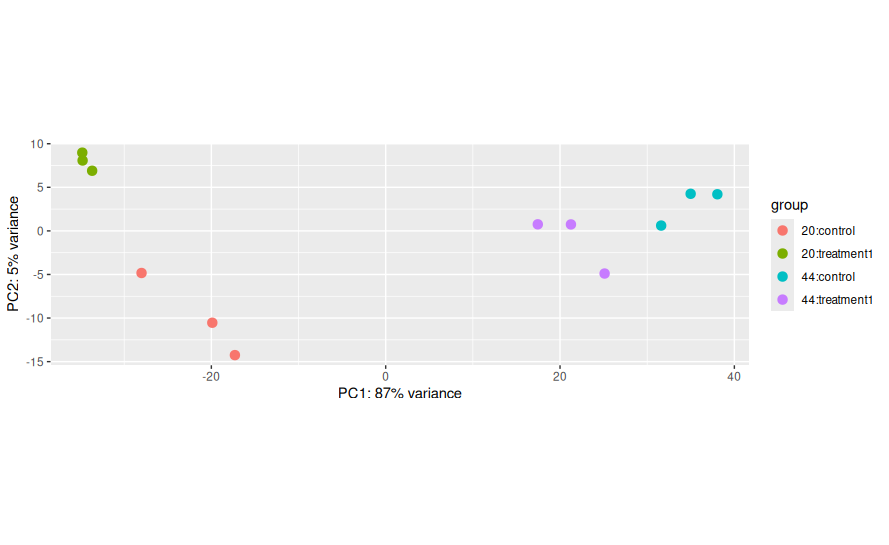 10
5
0
-5
-10
-15
PC2: 5% variance
-20
0
20
40
PC1: 87% variance
group
20:control
20:treatment1
44:control
44:treatment1